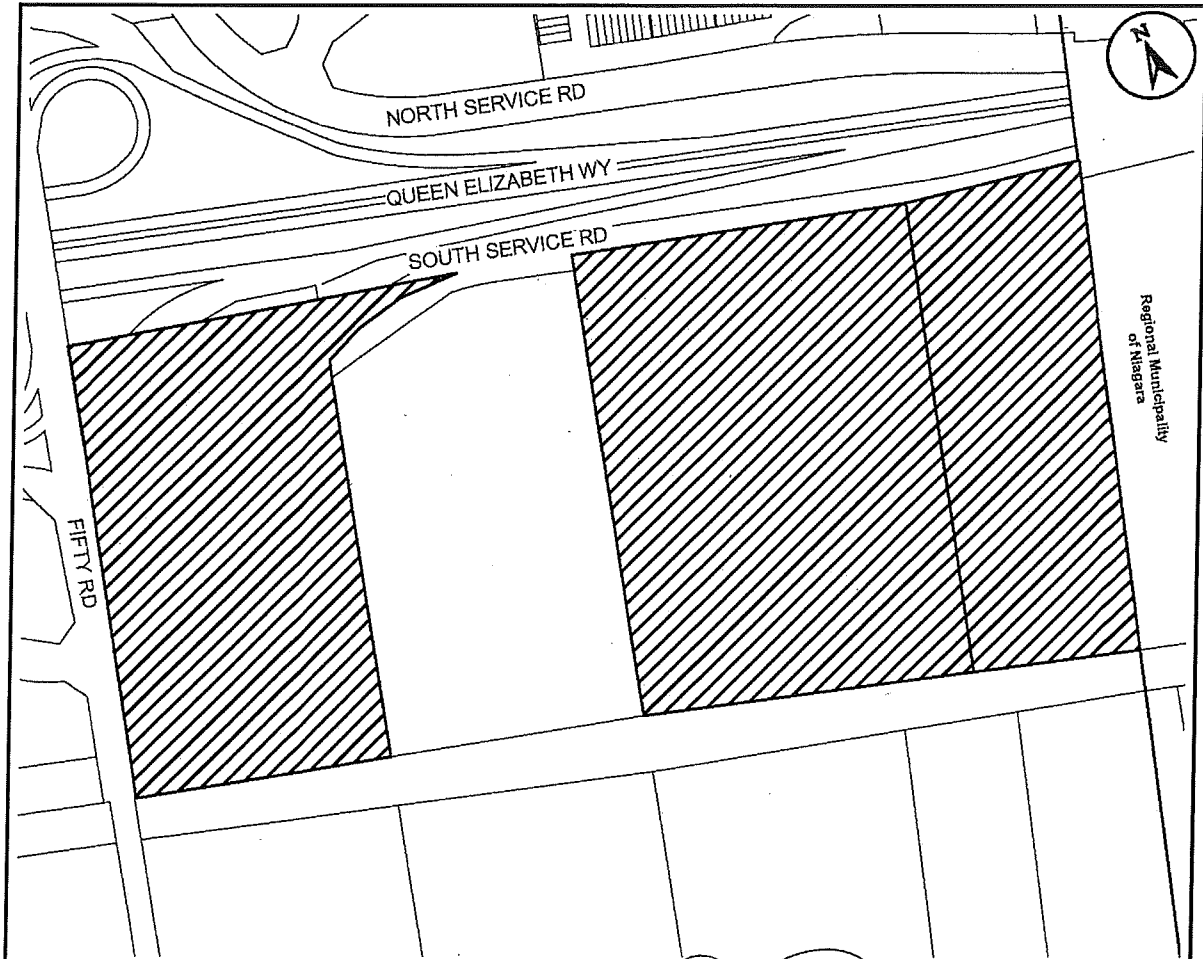 N
NORTH SERVICE RD
QUEEN ELIZABETH WY
SOUTH SERVICE RD
Regional Municipality
of Niagara
FIFTY RD